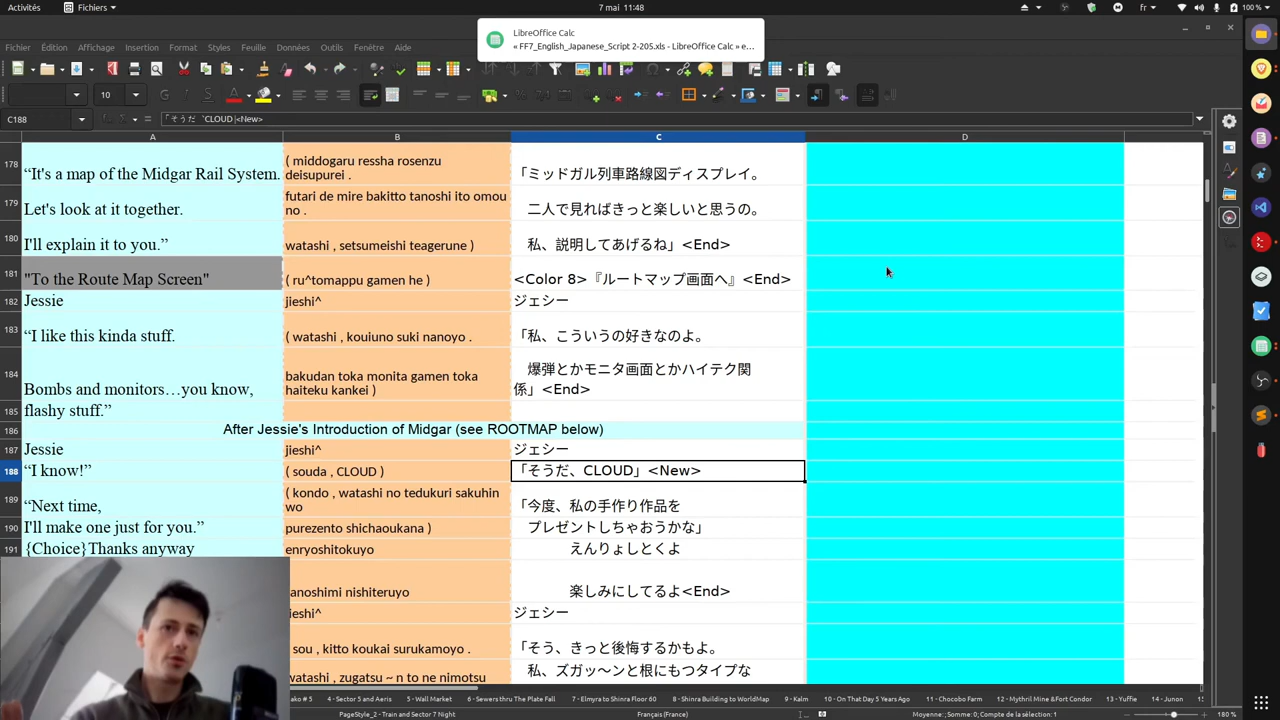 Activités
Fichiers
7 mai 11:48
fr
100 %
LibreOffice Calc
« FF7_English_Japanese_Script 2-205.xls - LibreOffice Calc » e…
Fichier Édition Affichage Insertion Format Styles Feuille Données Outils Fenêtre Aide
10
C188
「そうだ、CLOUD」<New>
A B C D
178 “It's a map of the Midgar Rail System. ( middogaru ressha rosenzu 「ミッドガル列車路線図ディスプレイ。
deisupurei .
179 Let's look at it together. futari de mire bakitto tanoshi ito omou 二人で見ればきっと楽しいと思うの。
no .
180 I'll explain it to you.” watashi , setsumeishi teagerune ) 私、説明してあげるね」<End>
181 "To the Route Map Screen" ( ru^tomappu gamen he ) <Color 8>『ルートマップ画面へ』<End>
182 Jessie jieshi^ ジェシー
183 “I like this kinda stuff. ( watashi , kouiuno suki nanoyo . 「私、こういうの好きなのよ。
184 Bombs and monitors…you know, bakudan toka monita gamen toka 爆弾とかモニタ画面とかハイテク関
haiteku kankei ) 係」<End>
185 flashy stuff.”
186 After Jessie's Introduction of Midgar (see ROOTMAP below)
187 Jessie jieshi^ ジェシー
188 “I know!” ( souda , CLOUD ) 「そうだ、CLOUD」<New>
189 “Next time, ( kondo , watashi no tedukuri sakuhin 「今度、私の手作り作品を
wo
190 I'll make one just for you.” purezento shichaoukana ) プレゼントしちゃおうかな」
191 {Choice}Thanks anyway enryoshitokuyo えんりょしとくよ
anoshimi nishiteruyo 楽しみにしてるよ<End>
ieshi^ ジェシー
sou , kitto koukai surukamoyo . 「そう、きっと後悔するかもよ。
watashi , zugatsu ~ n to ne nimotsu 私、ズガッ〜ンと根にもつタイプな
ako # 5 4 - Sector 5 and Aeris 5 - Wall Market 6 - Sewers thru The Plate Fall 7 - Elmyra to Shinra Floor 60 8 - Shinra Building to WorldMap 9 - Kalm 10 - On That Day 5 Years Ago 11 - Chocobo Farm 12 - Mythril Mine &Fort Condor 13 - Yuffie 14 - Junon
PageStyle_2 - Train and Sector 7 Night Français (France) Moyenne: ; Somme: 0; Compte de la sélection: 1 180 %